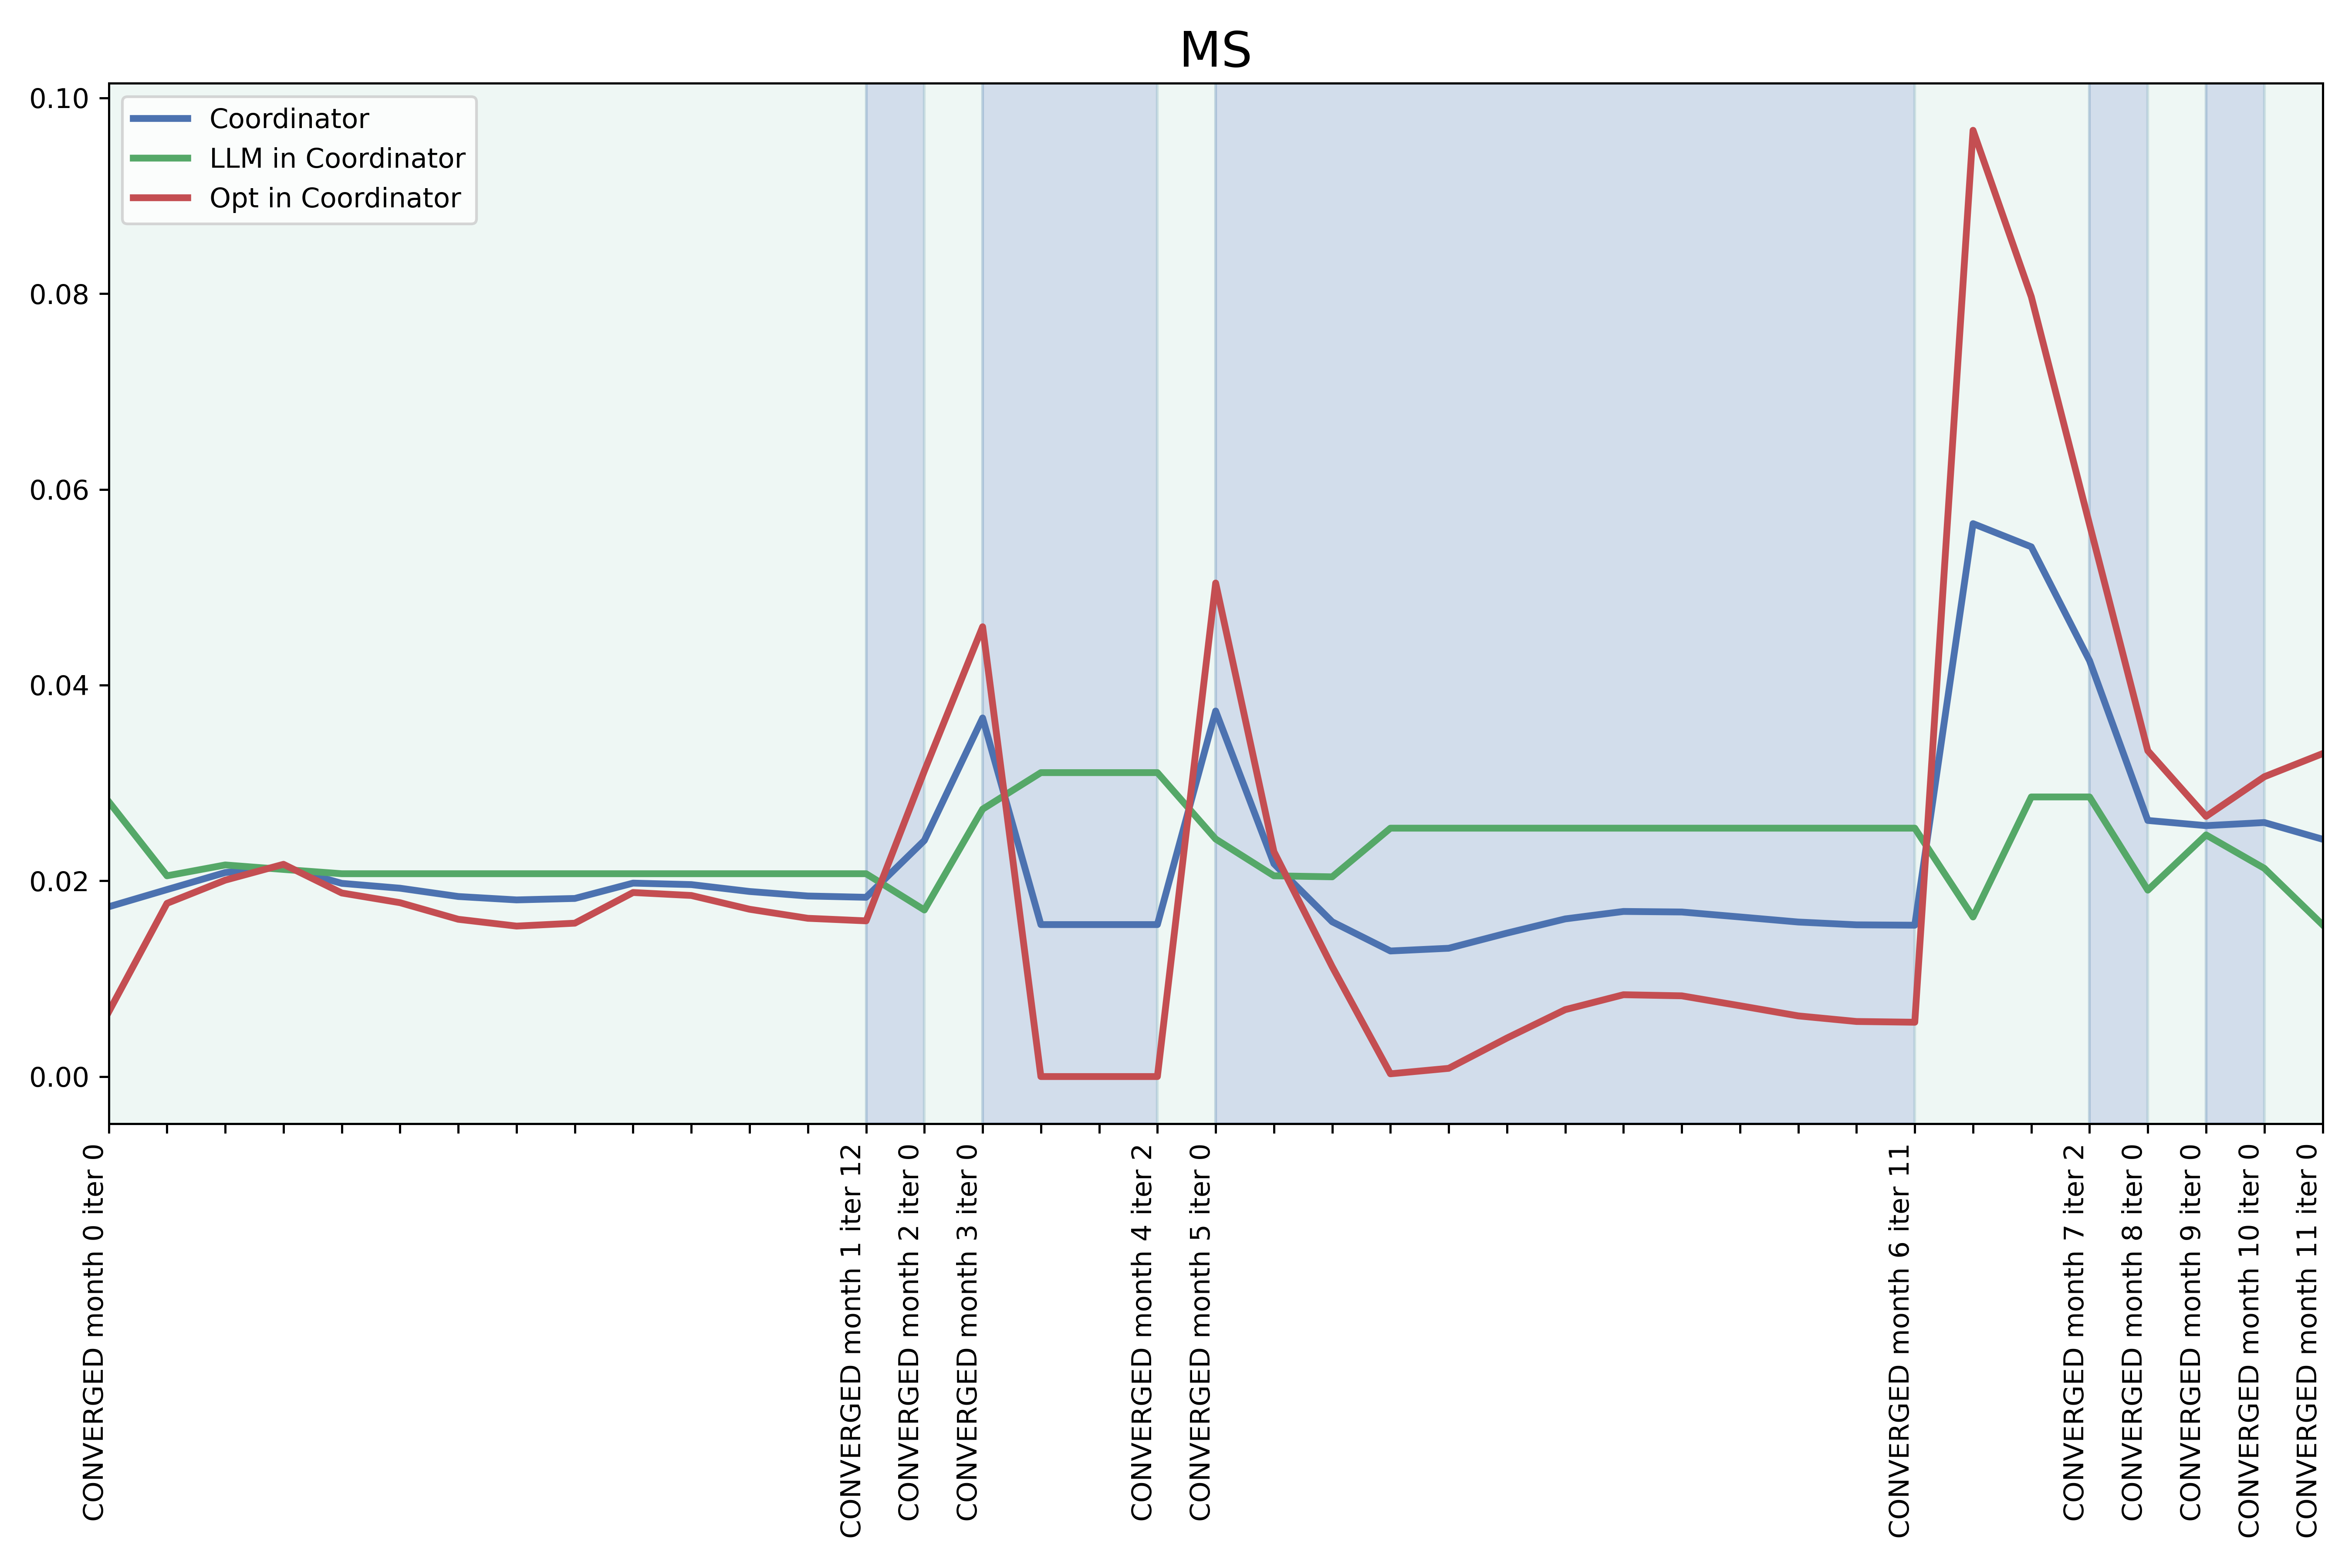 MS
0.10
0.08
0.06
0.04
0.02
0.00
Coordinator
LLM in Coordinator
Opt in Coordinator
CONVERGED month 0 iter 0
CONVERGED month 1 iter 12
CONVERGED month 2 iter 0
CONVERGED month 3 iter 0
CONVERGED month 4 iter 2
CONVERGED month 5 iter 0
CONVERGED month 6 iter 11
CONVERGED month 7 iter 2
CONVERGED month 8 iter 0
CONVERGED month 9 iter 0
CONVERGED month 10 iter 0
CONVERGED month 11 iter 0